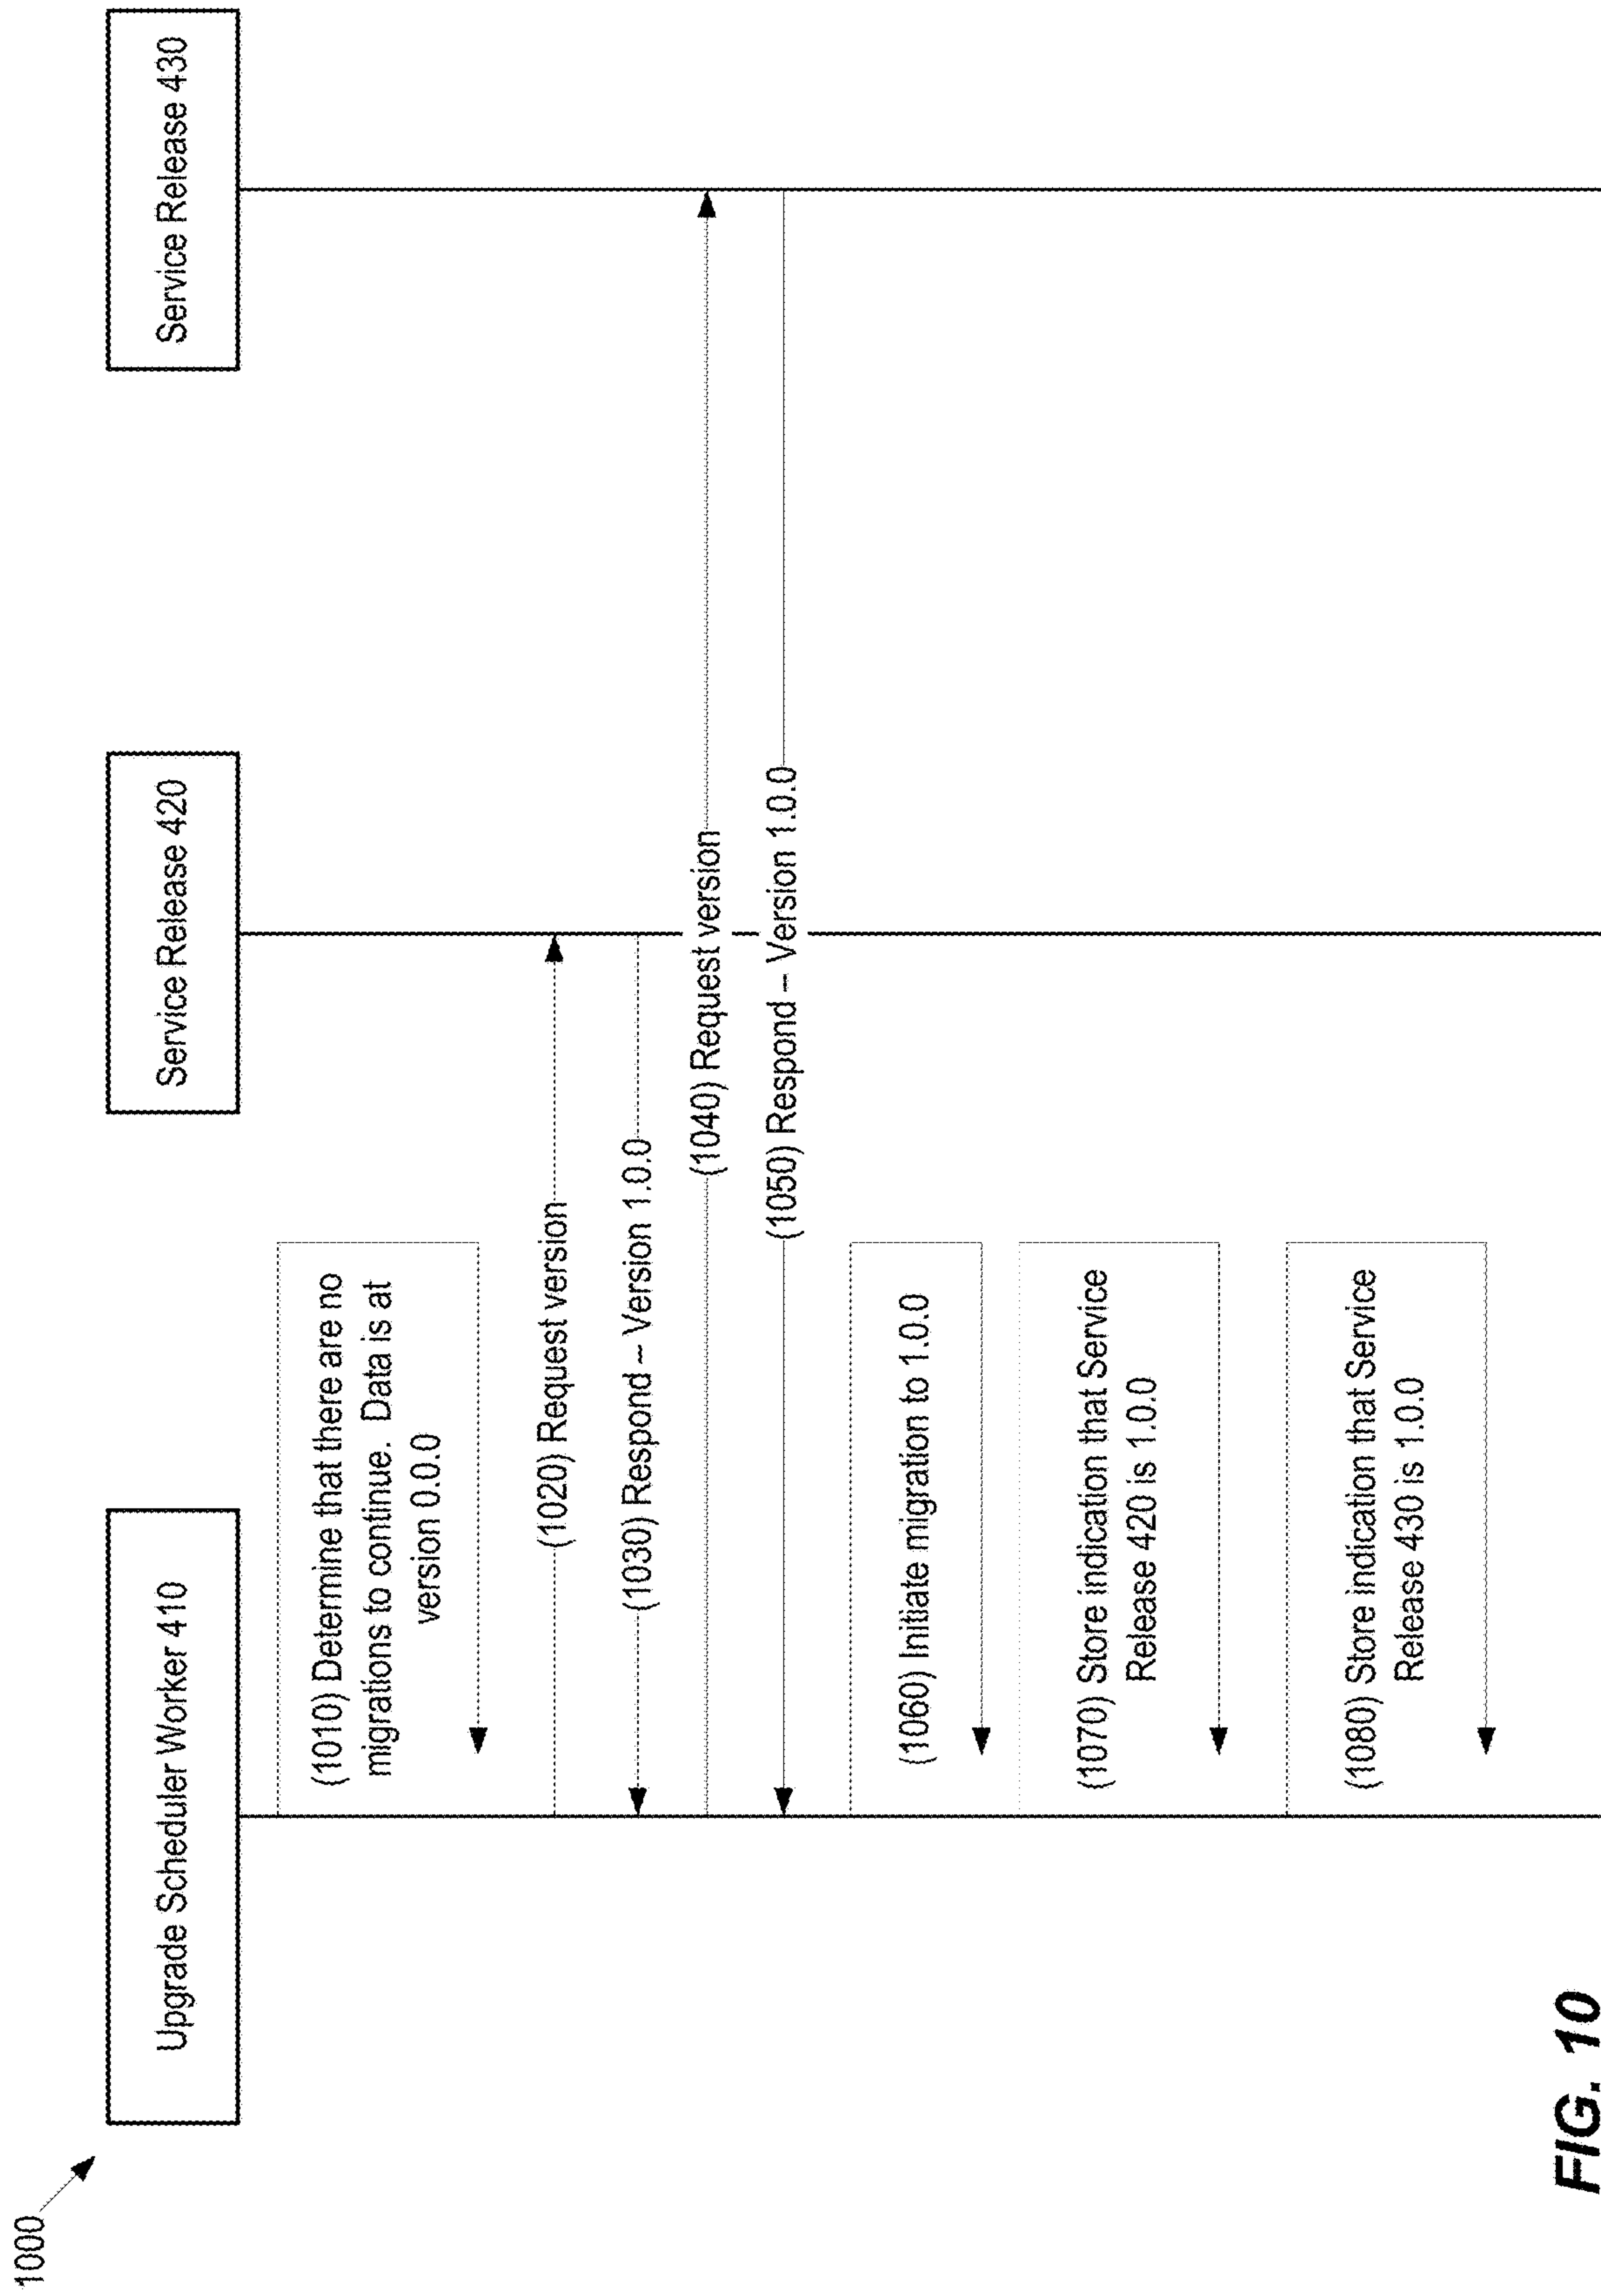 1000
Upgrade Scheduler Worker 410
Service Release 420
Service Release 430
(1010) Determine that there are no
migrations to continue. Data is at
version 0.0.0
(1020) Request version
(1030) Respond – Version 1.0.0
(1040) Request version
(1050) Respond – Version 1.0.0
(1060) Initiate migration to 1.0.0
(1070) Store indication that Service
Release 420 is 1.0.0
(1080) Store indication that Service
Release 430 is 1.0.0
FIG. 10